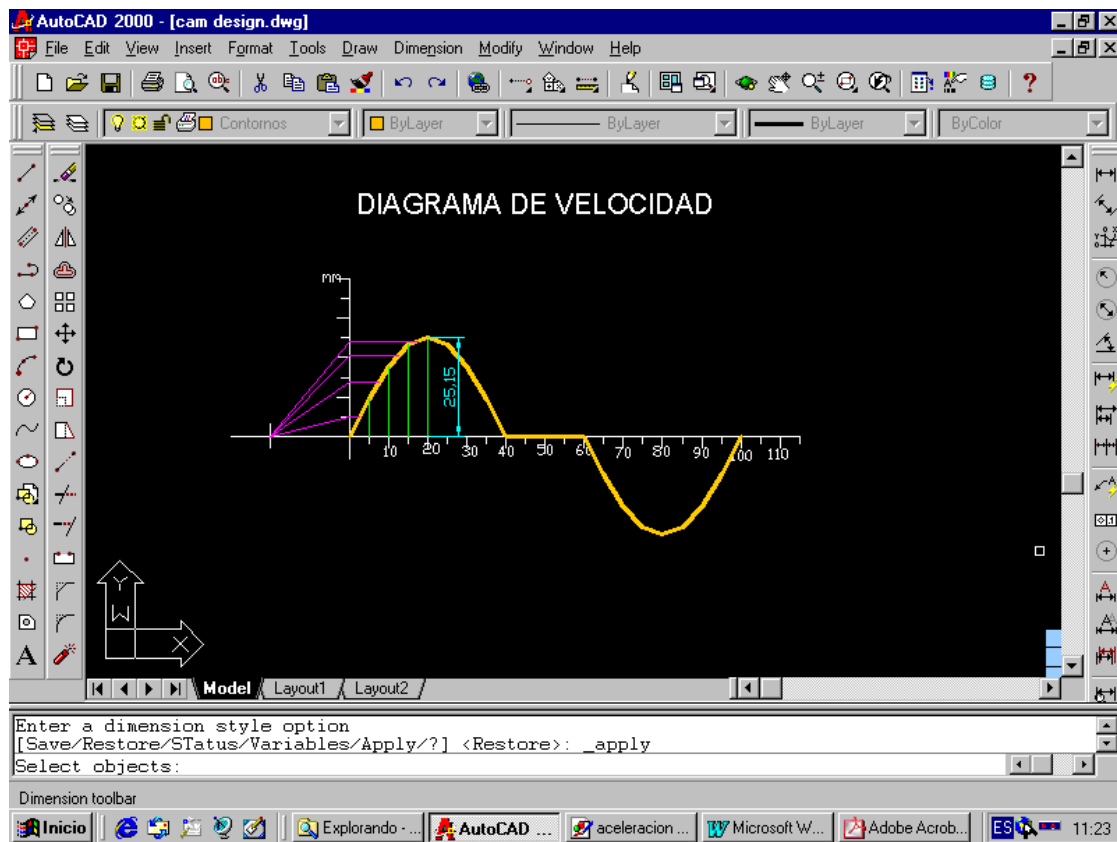 AutoCAD 2000 - [cam design.dwg]
File Edit View Insert Format Tools Draw Dimension Modify Window Help
Contornos ByLayer ByLayer ByLayer ByColor
DIAGRAMA DE VELOCIDAD
mm
25,15
10 20 30 40 50 60 70 80 90 100 110
Y
W
X
A
Model Layout1 Layout2
Enter a dimension style option
[Save/Restore/STatus/Variables/Apply/?] <Restore>: _apply
Select objects:
Dimension toolbar
Inicio Explorando - ... AutoCAD ... aceleracion ... Microsoft W... Adobe Acrob... ES 11:23